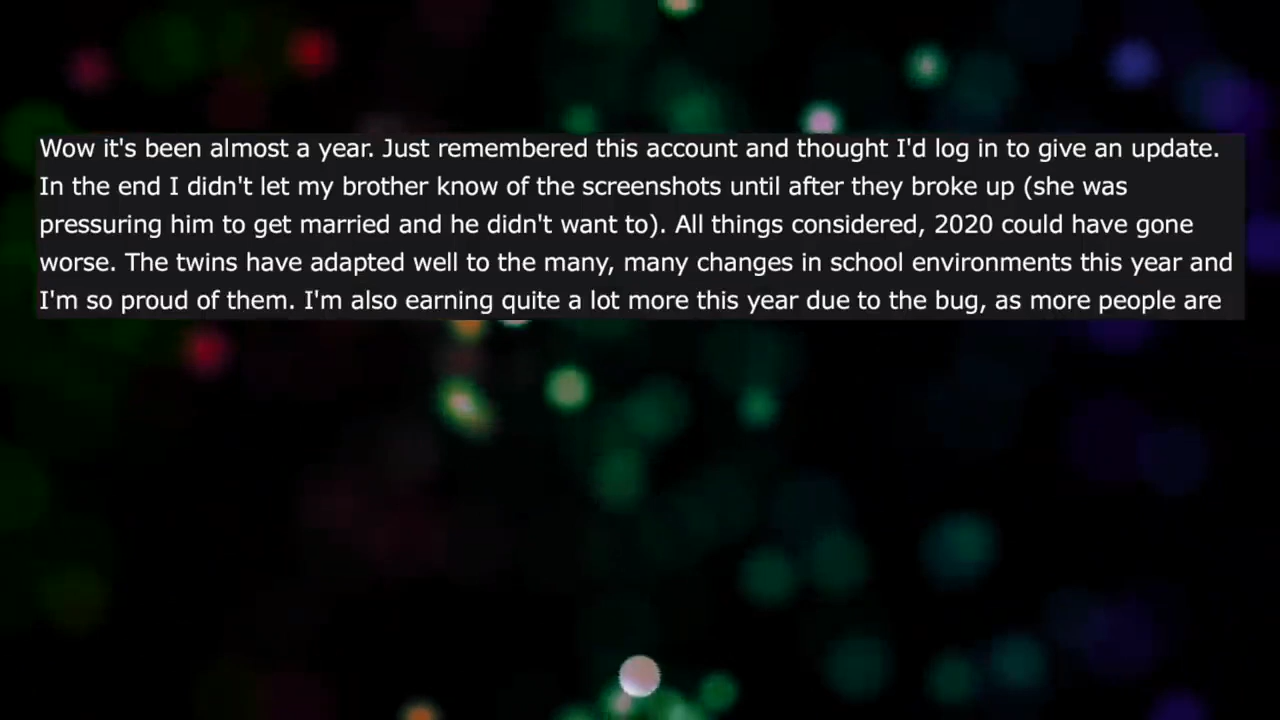 Wow it's been almost a year. Just remembered this account and thought I'd log in to give an update.
In the end I didn't let my brother know of the screenshots until after they broke up (she was
pressuring him to get married and he didn't want to). All things considered, 2020 could have gone
worse. The twins have adapted well to the many, many changes in school environments this year and
I'm so proud of them. I'm also earning quite a lot more this year due to the bug, as more people are